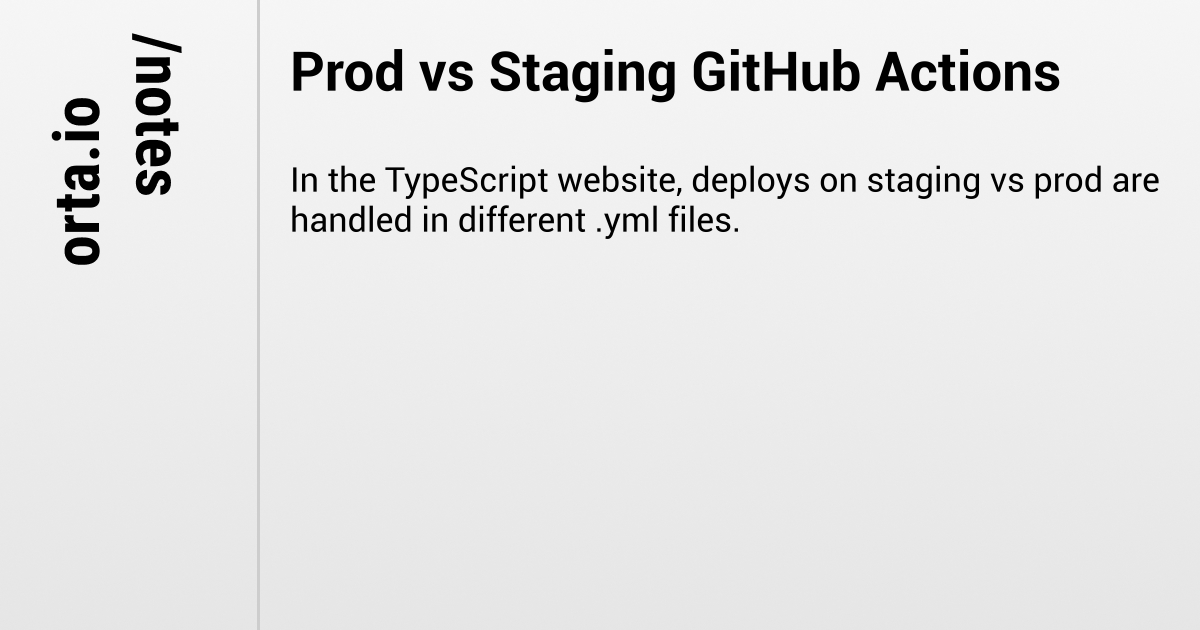 orta.io
/notes
Prod vs Staging GitHub Actions
In the TypeScript website, deploys on staging vs prod are
handled in different .yml files.